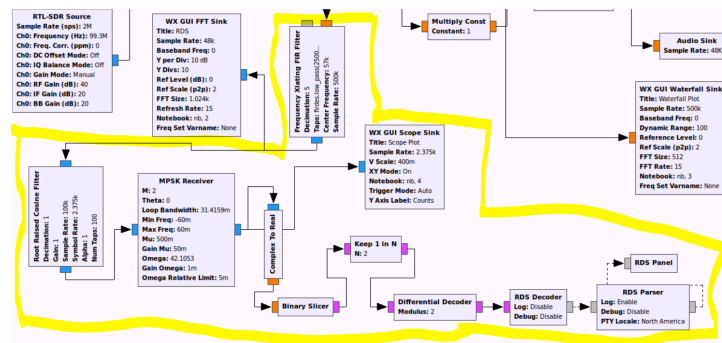 RTL-SDR Source
Sample Rate (sps): 2M
Ch0: Frequency (Hz): 99.3M
Ch0: Freq. Corr. (ppm): 0
Ch0: DC Offset Mode: Off
Ch0: IQ Balance Mode: Off
Ch0: Gain Mode: Manual
Ch0: RF Gain (dB): 40
Ch0: IF Gain (dB): 20
Ch0: BB Gain (dB): 20
WX GUI FFT Sink
Title: RDS
Sample Rate: 48k
Baseband Freq: 0
Y per Div: 10 dB
Y Divs: 10
Ref Level (dB): 0
Ref Scale (p2p): 2
FFT Size: 1.024k
Refresh Rate: 15
Notebook: nb, 2
Freq Set Varname: None
Frequency Xlating FIR Filter
Decimation: 5
Taps: firdes.low_pass(2500...
Center Frequency: 57k
Sample Rate: 500k
Multiply Const
Constant: 1
Audio Sink
Sample Rate: 48K
WX GUI Waterfall Sink
Title: Waterfall Plot
Sample Rate: 500k
Baseband Freq: 0
Dynamic Range: 100
Reference Level: 0
Ref Scale (p2p): 2
FFT Size: 512
FFT Rate: 15
Notebook: nb, 3
Freq Set Varname: None
WX GUI Scope Sink
Title: Scope Plot
Sample Rate: 2.375k
V Scale: 400m
XY Mode: On
Notebook: nb, 4
Trigger Mode: Auto
Y Axis Label: Counts
Root Raised Cosine Filter
Decimation: 1
Gain: 1
Sample Rate: 100k
Symbol Rate: 2.375k
Alpha: 1
Num Taps: 100
MPSK Receiver
M: 2
Theta: 0
Loop Bandwidth: 31.4159m
Min Freq: -60m
Max Freq: 60m
Mu: 500m
Gain Mu: 50m
Omega: 42.1053
Gain Omega: 1m
Omega Relative Limit: 5m
Complex To Real
Binary Slicer
Keep 1 in N
N: 2
Differential Decoder
Modulus: 2
RDS Decoder
Log: Disable
Debug: Disable
RDS Panel
RDS Parser
Log: Enable
Debug: Disable
PTY Locale: North America